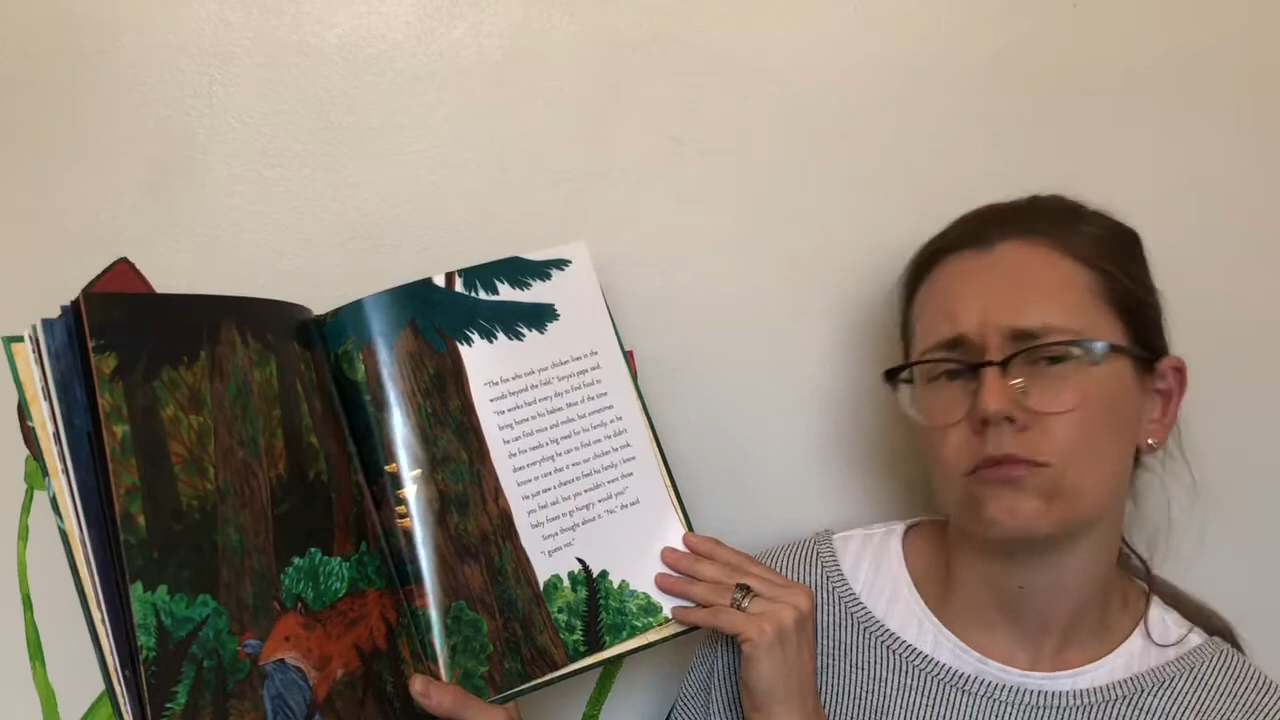 "The fox who took your chicken lives in the
woods beyond the field," Sonya's papa said.
"He works hard every day to find food to
bring home to his babies. Most of the time
he can find mice and moles, but sometimes
the fox needs a big meal for his family, so he
does everything he can to find one. He didn't
know or care that it was our chicken he took.
He just saw a chance to feed his family. I know
you feel sad, but you wouldn't want those
baby foxes to go hungry, would you?"
Sonya thought about it. "No," she said
"I guess not."